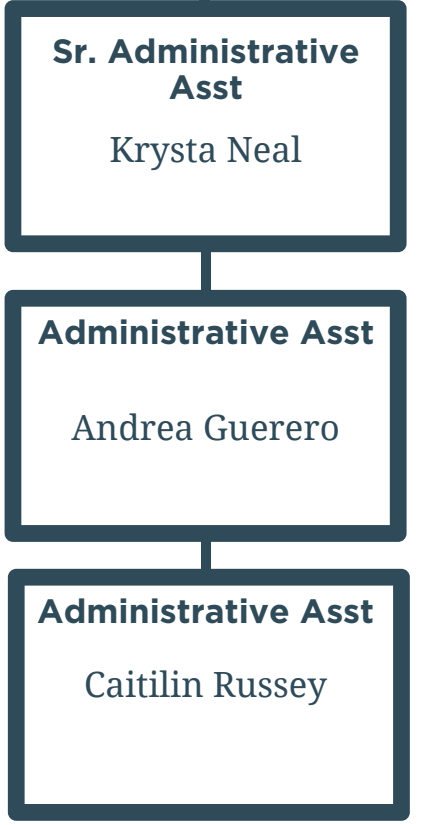 Sr. Administrative
Asst
Krysta Neal
Administrative Asst
Andrea Guerero
Administrative Asst
Caitilin Russey